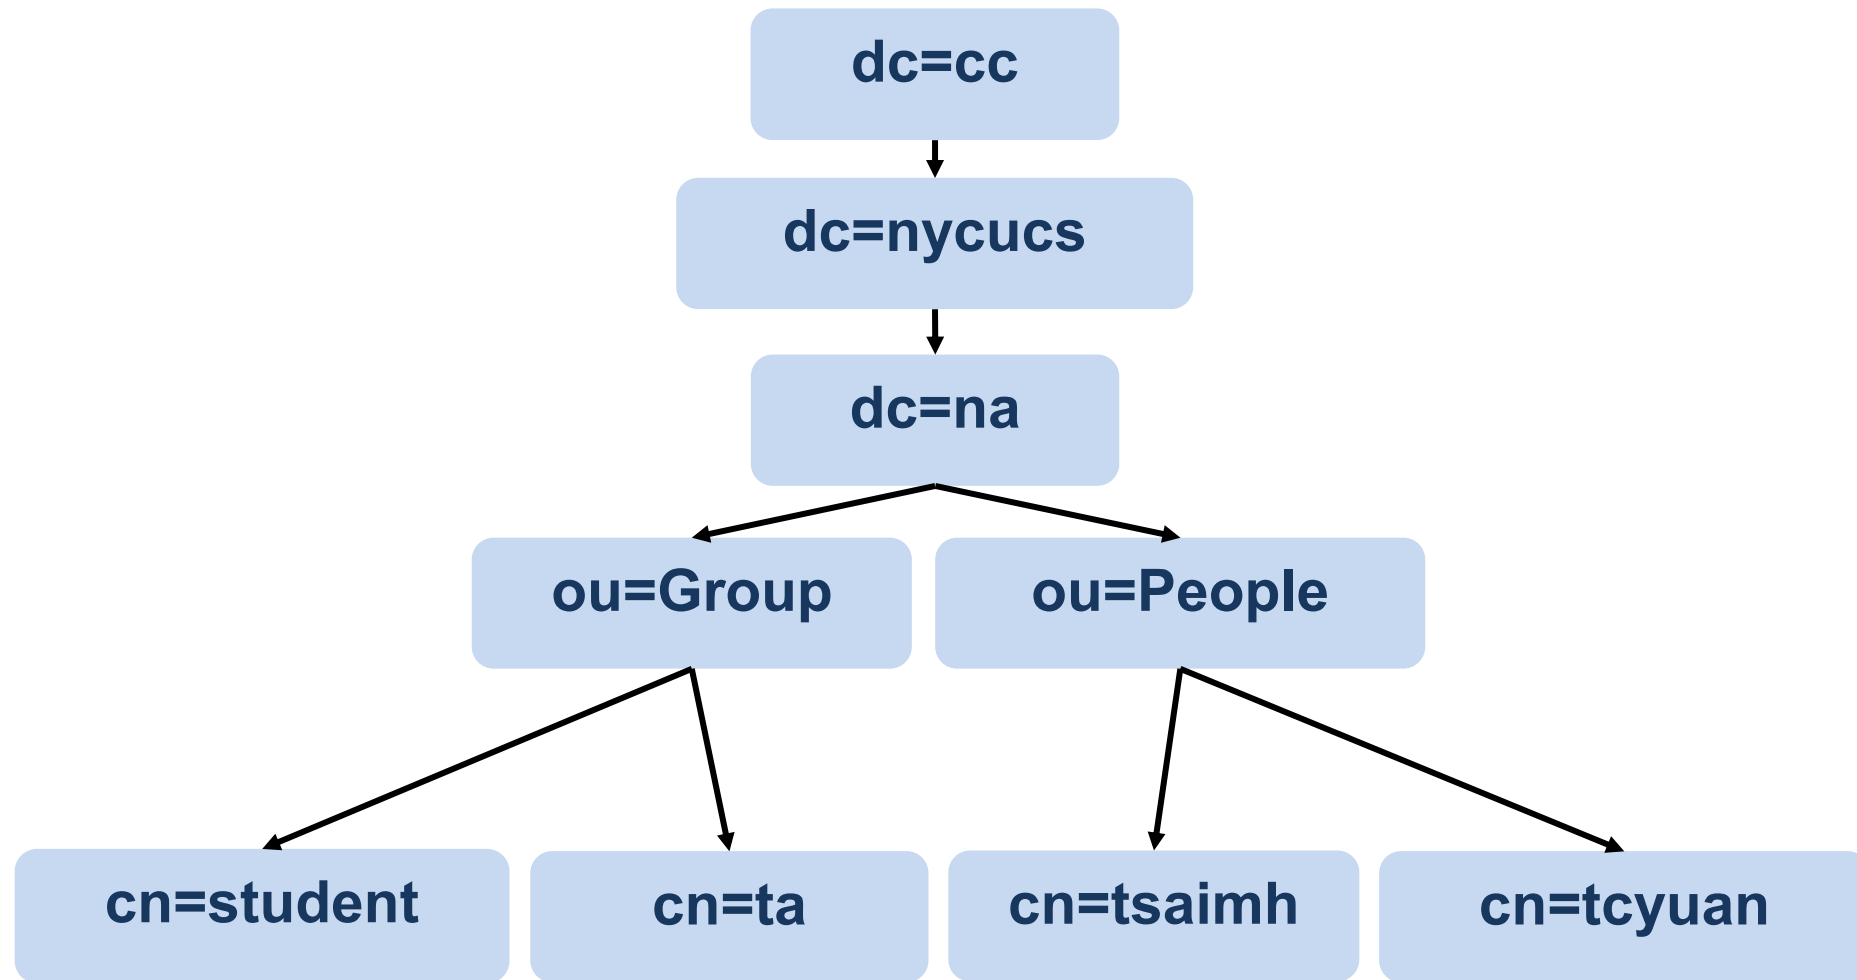 dc=cc
dc=nycucs
dc=na
ou=Group
ou=People
cn=student
cn=ta
cn=tsaimh
cn=tcyuan